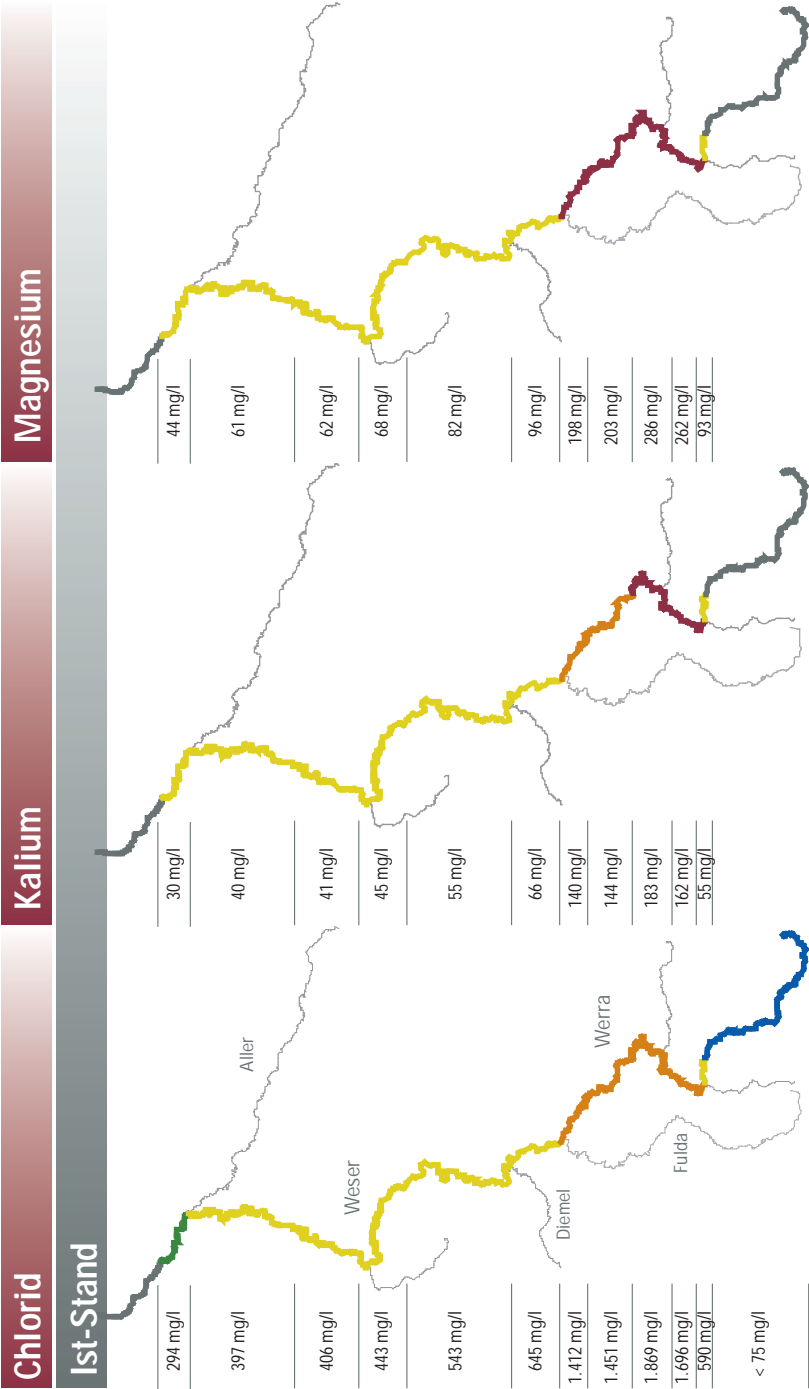 Chlorid
Kalium
Magnesium
Ist-Stand
294 mg/l
397 mg/l
406 mg/l
443 mg/l
543 mg/l
645 mg/l
1.412 mg/l
1.451 mg/l
1.869 mg/l
1.696 mg/l
590 mg/l
< 75 mg/l
Aller
Weser
Diemel
Werra
Fulda
30 mg/l
40 mg/l
41 mg/l
45 mg/l
55 mg/l
66 mg/l
140 mg/l
144 mg/l
183 mg/l
162 mg/l
55 mg/l
44 mg/l
61 mg/l
62 mg/l
68 mg/l
82 mg/l
96 mg/l
198 mg/l
203 mg/l
286 mg/l
262 mg/l
93 mg/l